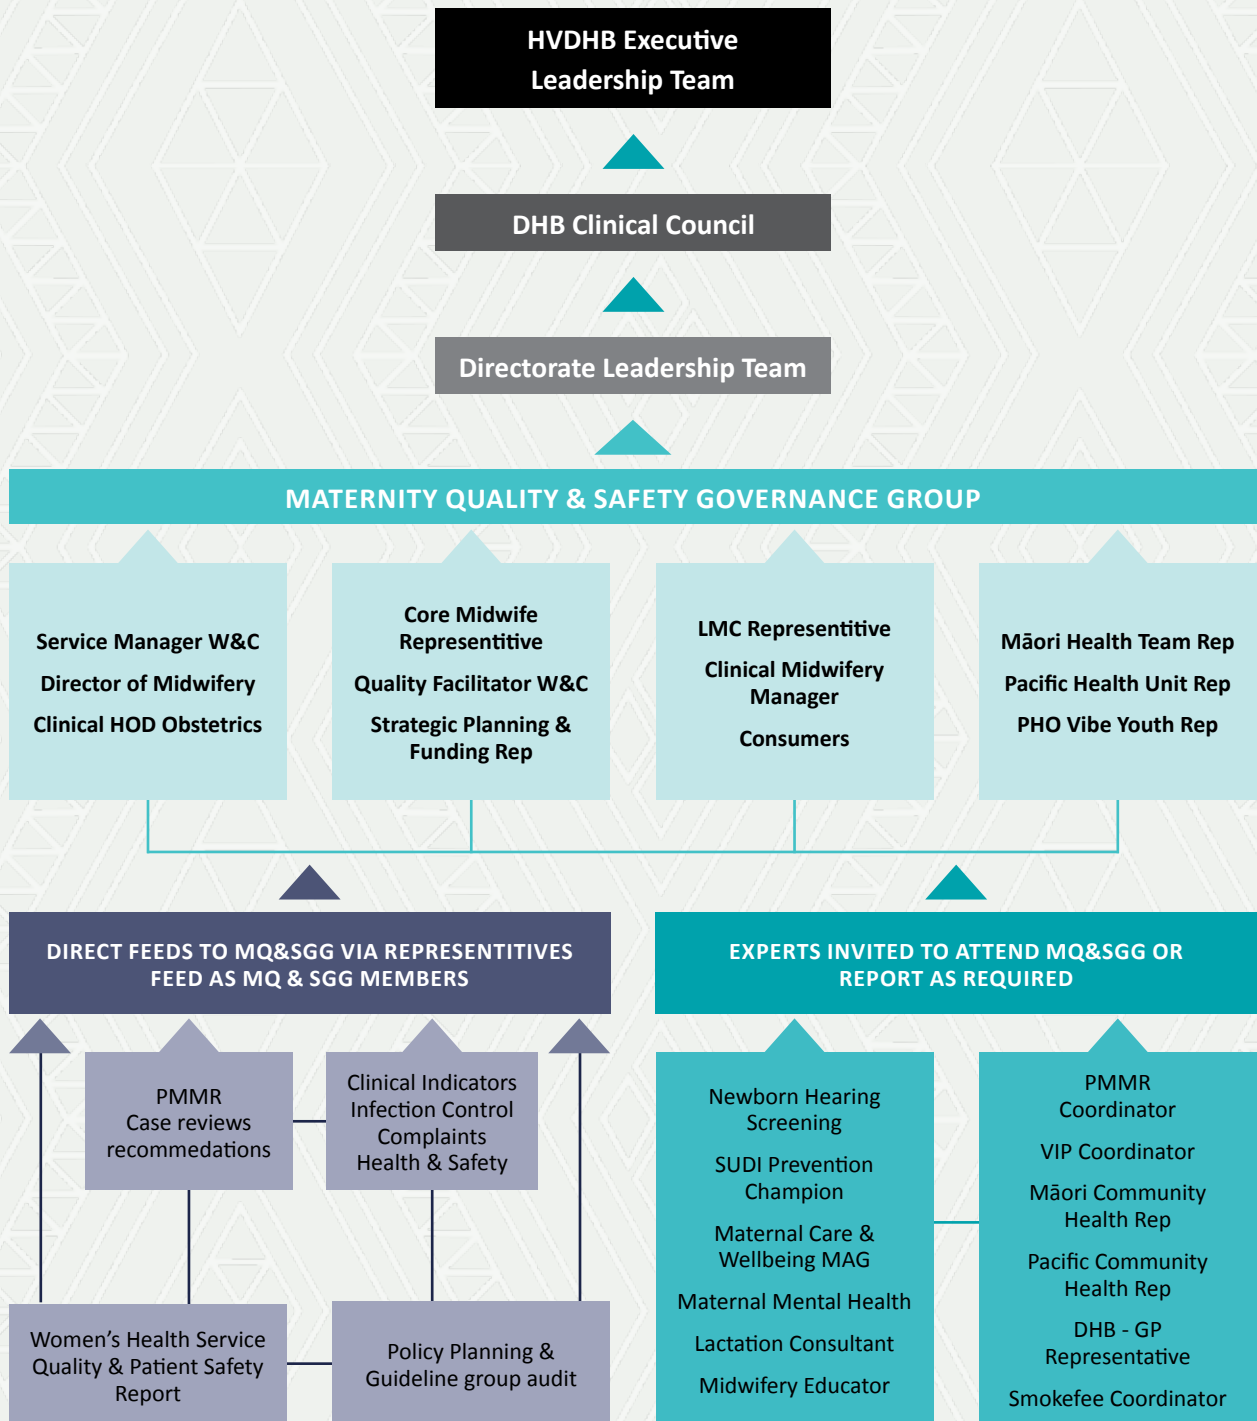 HVDHB Executive
Leadership Team
DHB Clinical Council
Directorate Leadership Team
MATERNITY QUALITY & SAFETY GOVERNANCE GROUP
Service Manager W&C
Director of Midwifery
Clinical HOD Obstetrics
Core Midwife
Representitive
Quality Facilitator W&C
Strategic Planning &
Funding Rep
LMC Representitive
Clinical Midwifery
Manager
Consumers
Māori Health Team Rep
Pacific Health Unit Rep
PHO Vibe Youth Rep
DIRECT FEEDS TO MQ&SGG VIA REPRESENTITIVES
FEED AS MQ & SGG MEMBERS
EXPERTS INVITED TO ATTEND MQ&SGG OR
REPORT AS REQUIRED
PMMR
Case reviews
recommedations
Clinical Indicators
Infection Control
Complaints
Health & Safety
Women’s Health Service
Quality & Patient Safety
Report
Policy Planning &
Guideline group audit
Newborn Hearing
Screening
SUDI Prevention
Champion
Maternal Care &
Wellbeing MAG
Maternal Mental Health
Lactation Consultant
Midwifery Educator
PMMR
Coordinator
VIP Coordinator
Māori Community
Health Rep
Pacific Community
Health Rep
DHB - GP
Representative
Smokefee Coordinator